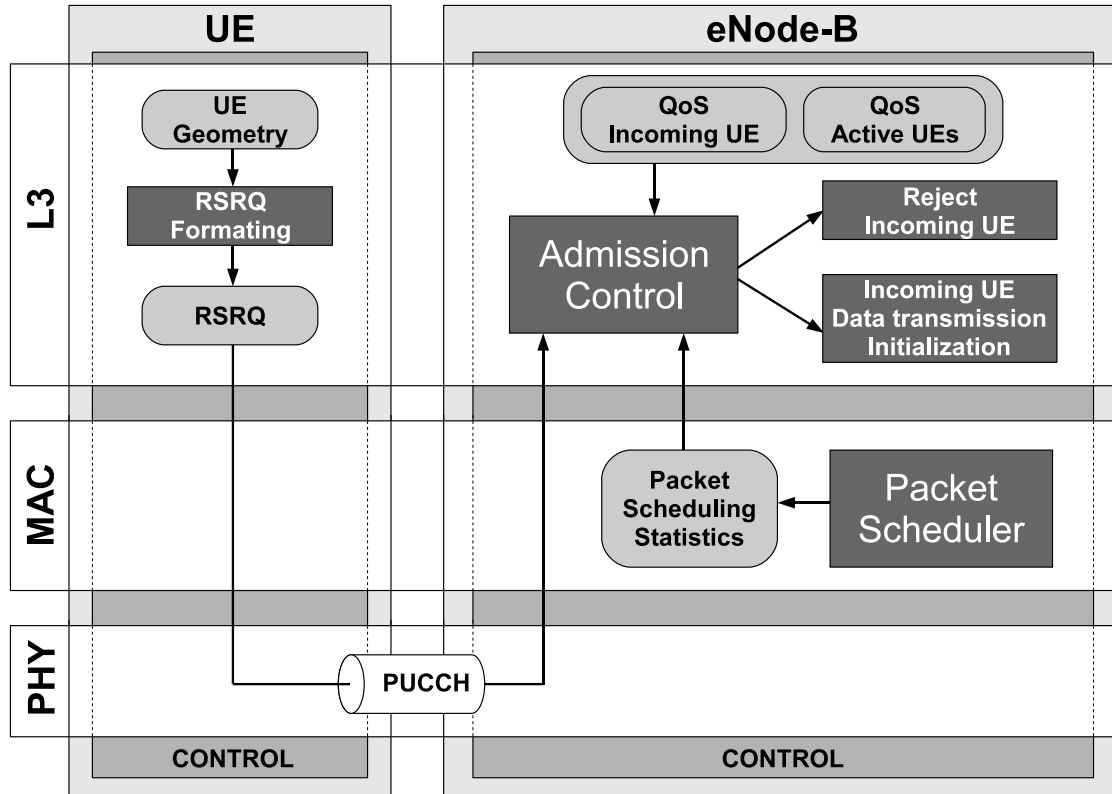 UE
eNode-B
L3
UE
Geometry
RSRQ
Formating
RSRQ
QoS
Incoming UE
QoS
Active UEs
Admission
Control
Reject
Incoming UE
Incoming UE
Data transmission
Initialization
MAC
Packet
Scheduling
Statistics
Packet
Scheduler
PHY
PUCCH
CONTROL
CONTROL